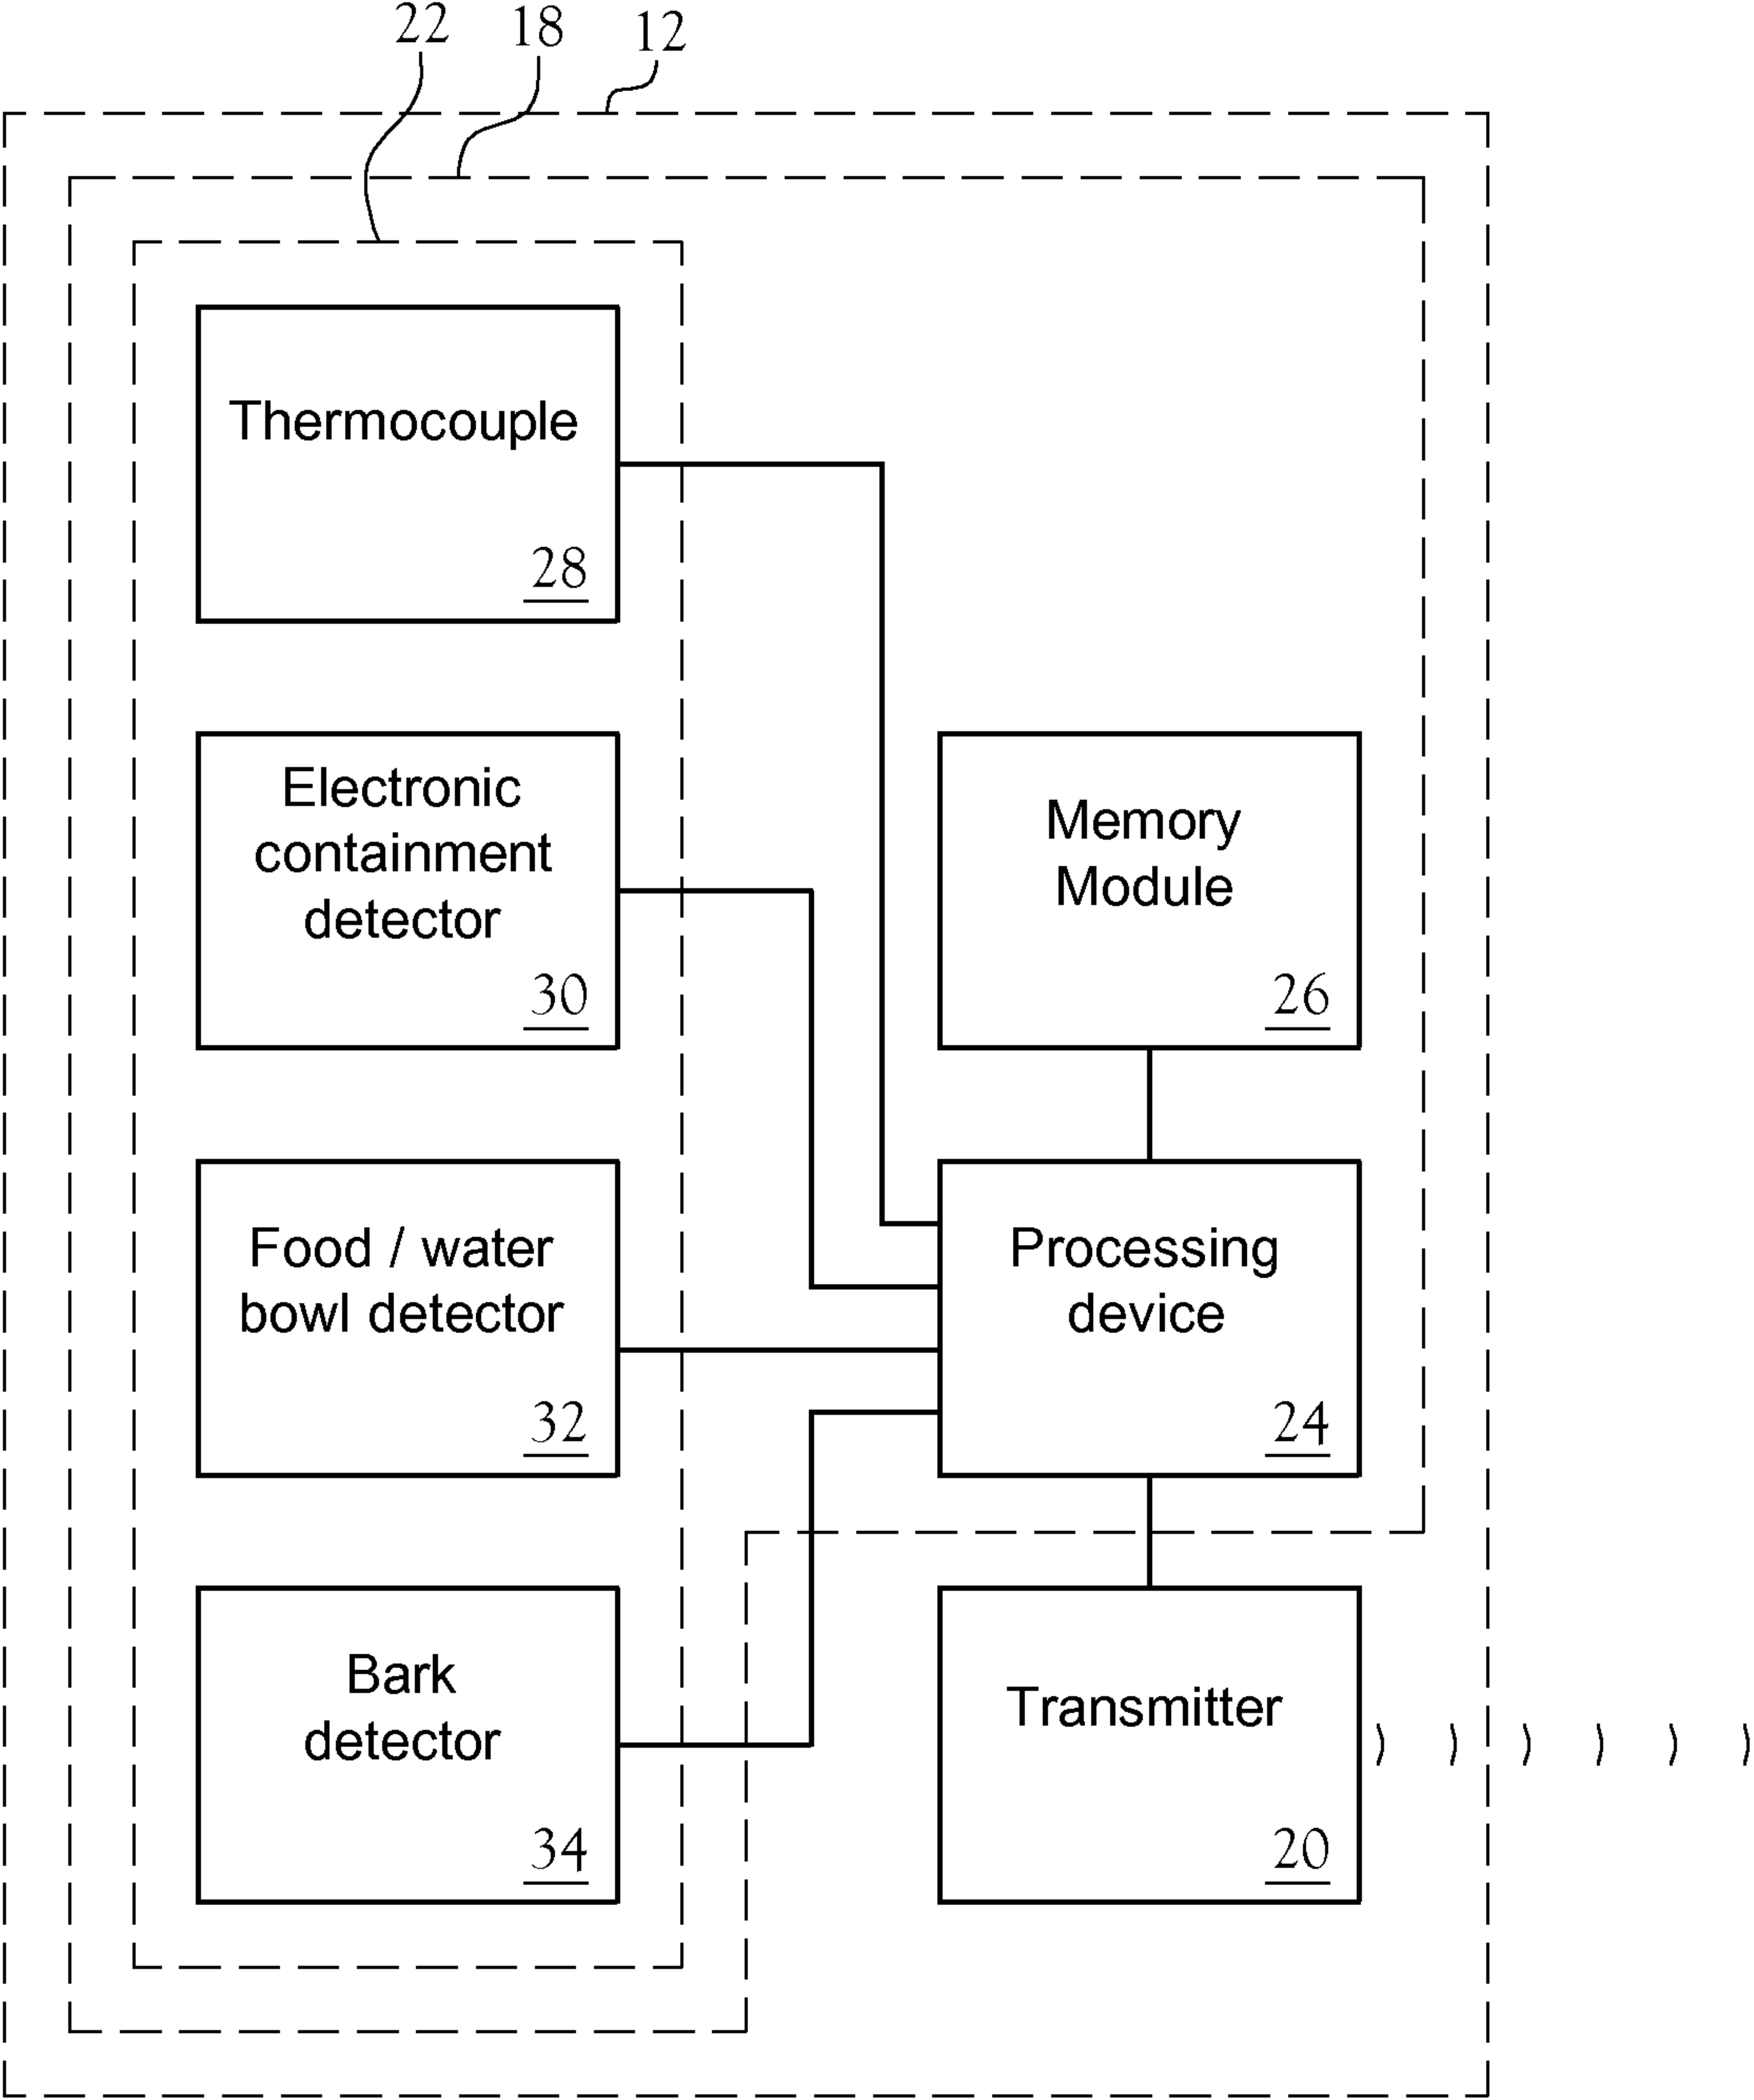 22 18 12
Thermocouple
28
Electronic
containment
detector
30
Memory
Module
26
Food / water
bowl detector
32
Processing
device
24
Bark
detector
34
Transmitter
20